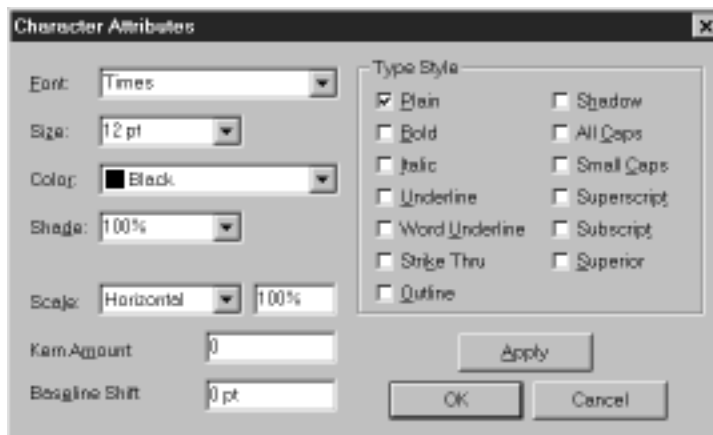 Character Attributes
Font: Times
Size: 12 pt
Color: Black
Shade: 100%
Scale: Horizontal 100%
Kern Amount 0
Baseline Shift 0 pt
Type Style
Plain
Bold
Italic
Underline
Word Underline
Strike Thru
Outline
Shadow
All Caps
Small Caps
Superscript
Subscript
Superior
Apply
OK Cancel